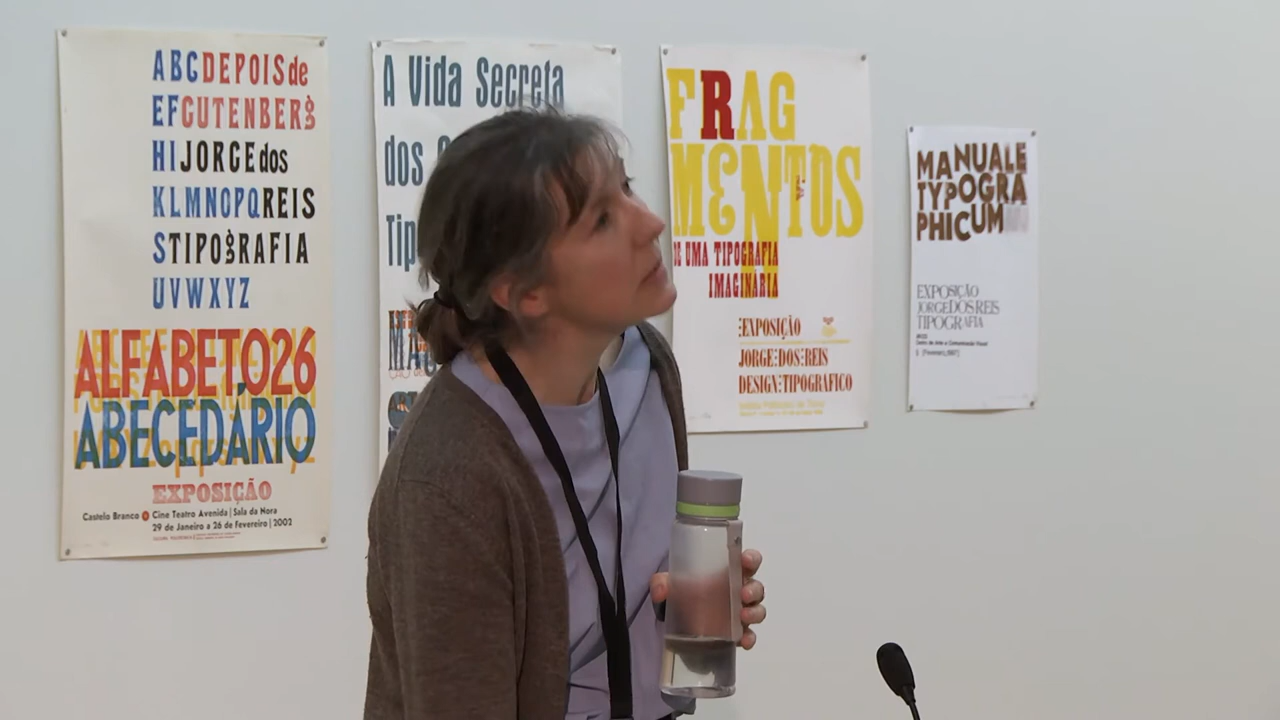 ABCDEPOISde
EFGUTENBERG
HIJORGEdos
KLMNOPQREIS
STIPOGRAFIA
UVWXYZ
ALFABETO26
ABECEDÁRIO
EXPOSIÇÃO
Castelo Branco Cine Teatro Avenida | Sala da Nora
29 de Janeiro a 26 de Fevereiro | 2002
A Vida Secreta
dos
FRAG
MENTOS
DE UMA TIPOGRAFIA
IMAGINÁRIA
EXPOSIÇÃO
JORGE DOS REIS
DESIGN TIPOGRÁFICO
MANUALE
TYPOGRA
PHICUM
EXPOSIÇÃO
JORGE DOS REIS
TIPOGRAFIA